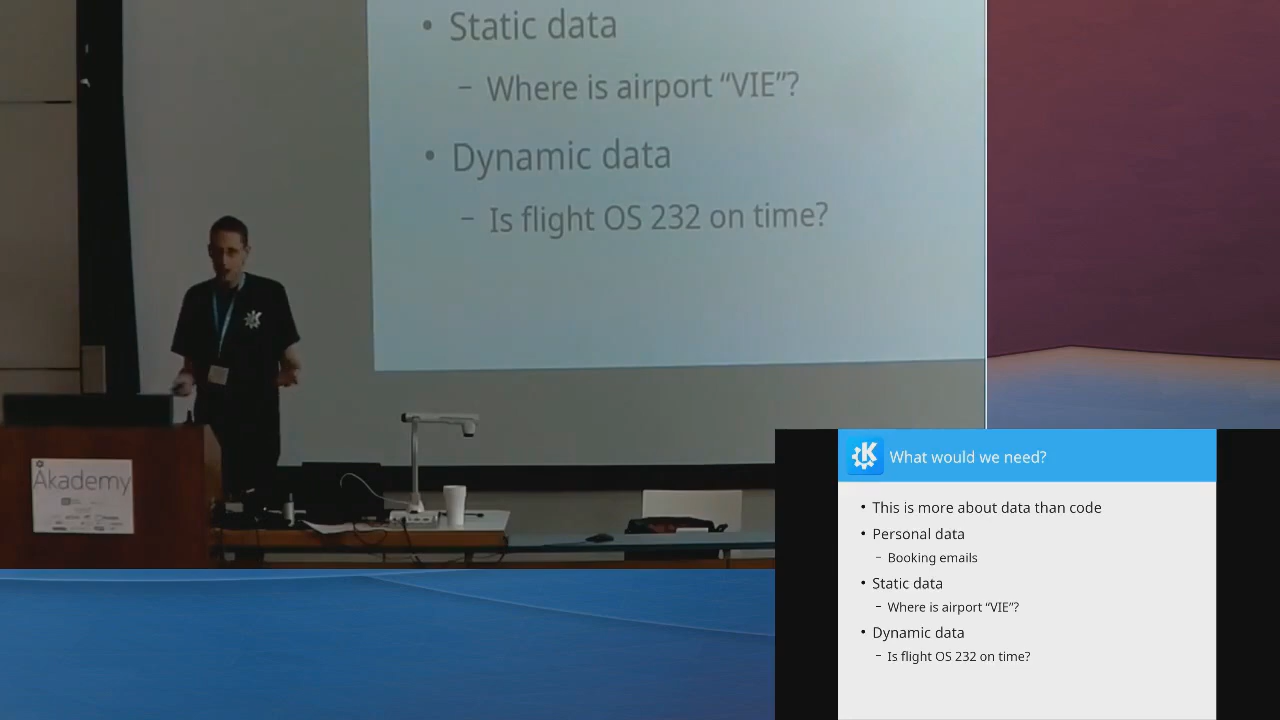 • Static data
– Where is airport “VIE”?
• Dynamic data
– Is flight OS 232 on time?
Akademy
What would we need?
• This is more about data than code
• Personal data
– Booking emails
• Static data
– Where is airport “VIE”?
• Dynamic data
– Is flight OS 232 on time?